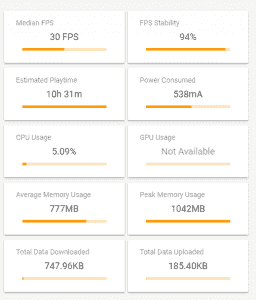 Median FPS
30 FPS
FPS Stability
94%
Estimated Playtime
10h 31m
Power Consumed
538mA
CPU Usage
5.09%
GPU Usage
Not Available
Average Memory Usage
777MB
Peak Memory Usage
1042MB
Total Data Downloaded
747.96KB
Total Data Uploaded
185.40KB